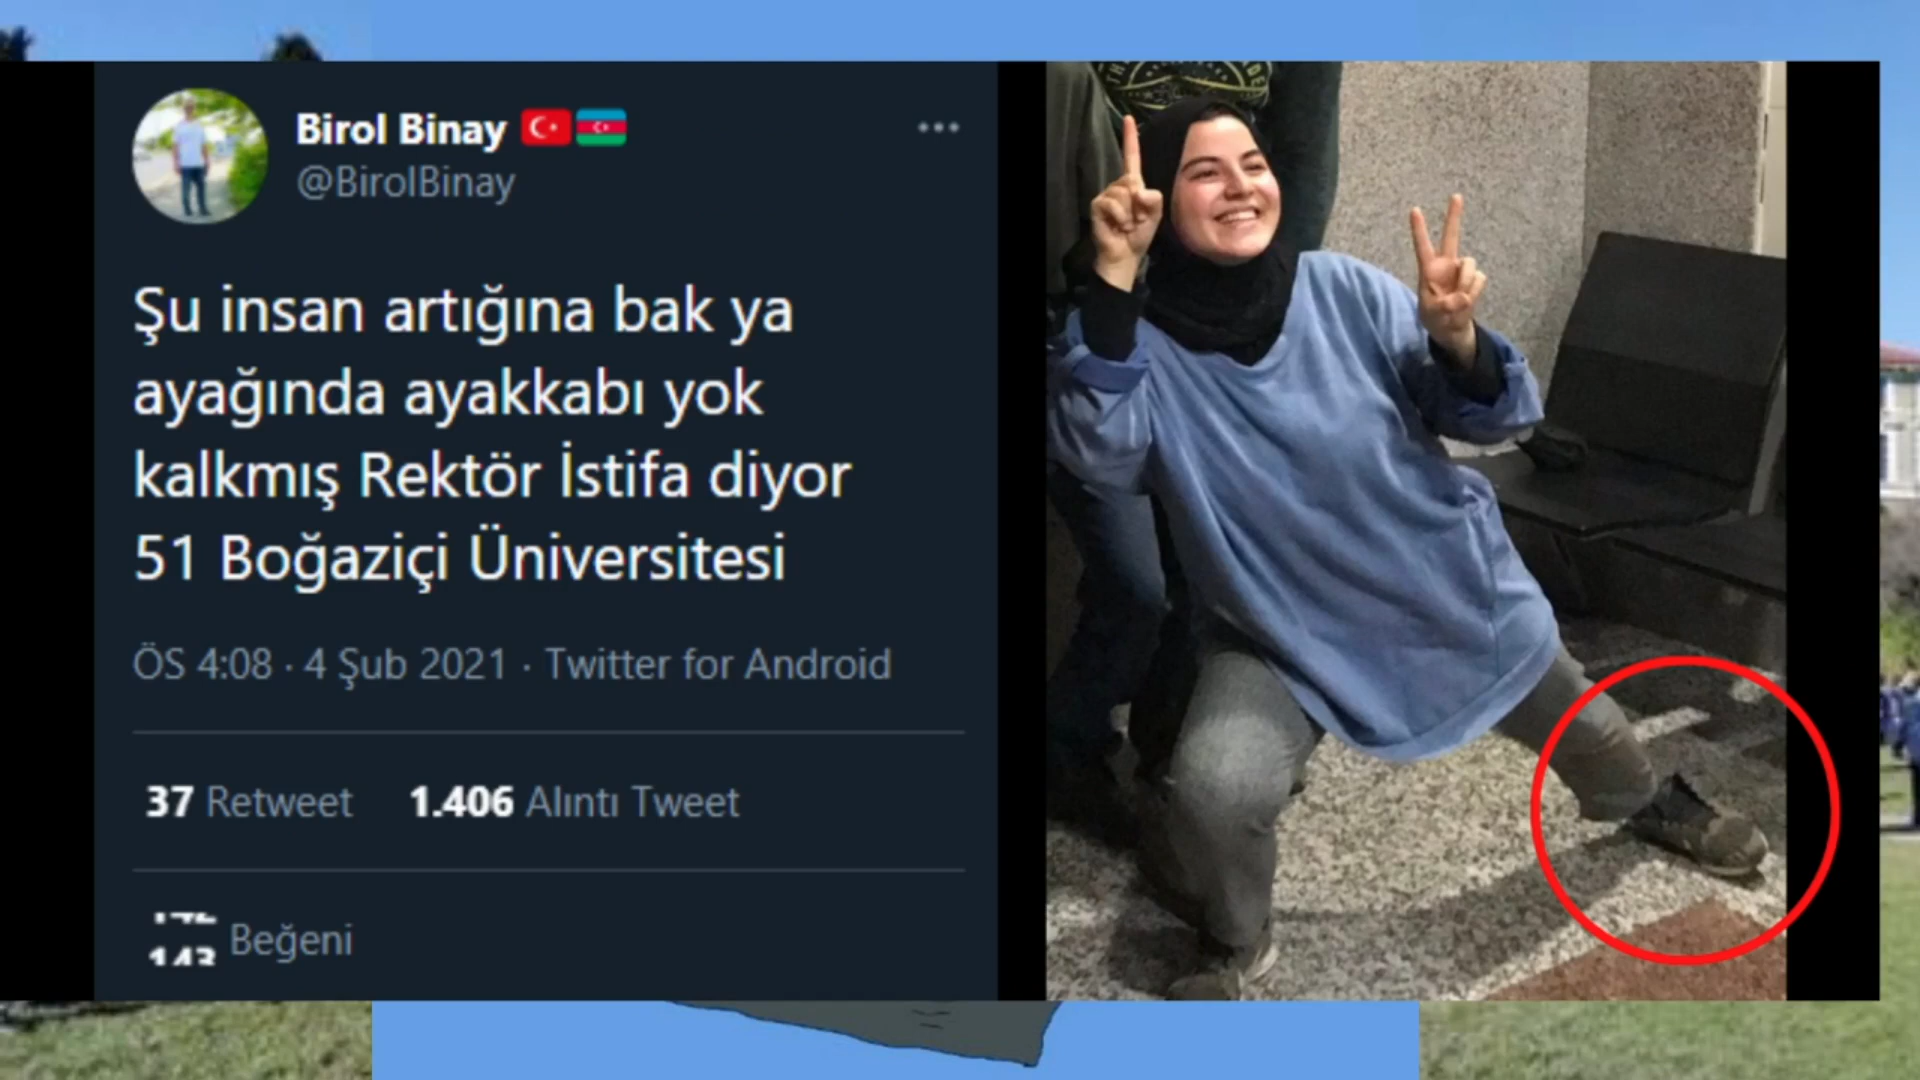 Birol Binay
@BirolBinay
Şu insan artığına bak ya
ayağında ayakkabı yok
kalkmış Rektör İstifa diyor
51 Boğaziçi Üniversitesi
ÖS 4:08 · 4 Şub 2021 · Twitter for Android
37 Retweet 1.406 Alıntı Tweet
Beğeni